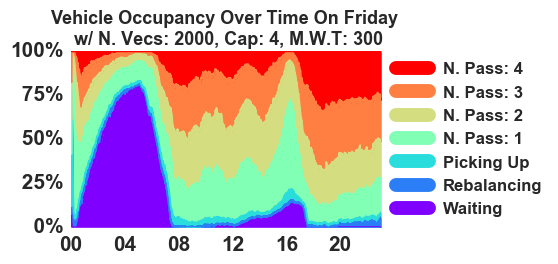 Vehicle Occupancy Over Time On Friday
w/ N. Vecs: 2000, Cap: 4, M.W.T: 300
100%
75%
50%
25%
0%
00 04 08 12 16 20
N. Pass: 4
N. Pass: 3
N. Pass: 2
N. Pass: 1
Picking Up
Rebalancing
Waiting